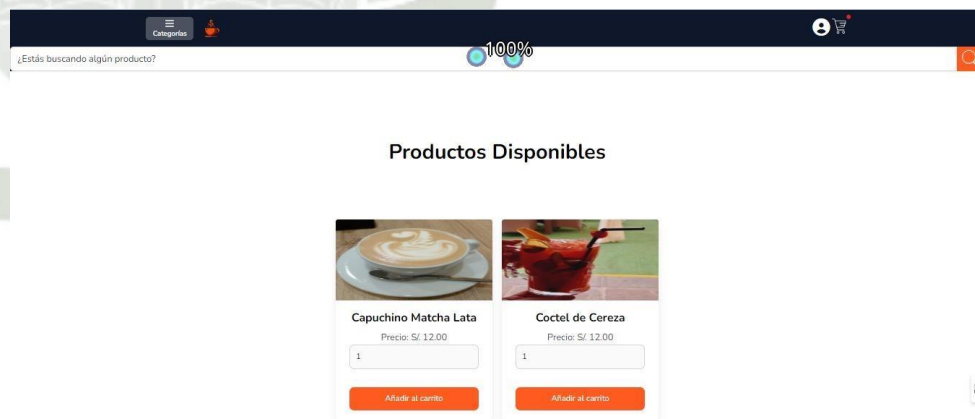 Categorías
100%
¿Estás buscando algún producto?
Productos Disponibles
Capuchino Matcha Lata
Precio: S/. 12.00
1
Añadir al carrito
Coctel de Cereza
Precio: S/. 12.00
1
Añadir al carrito